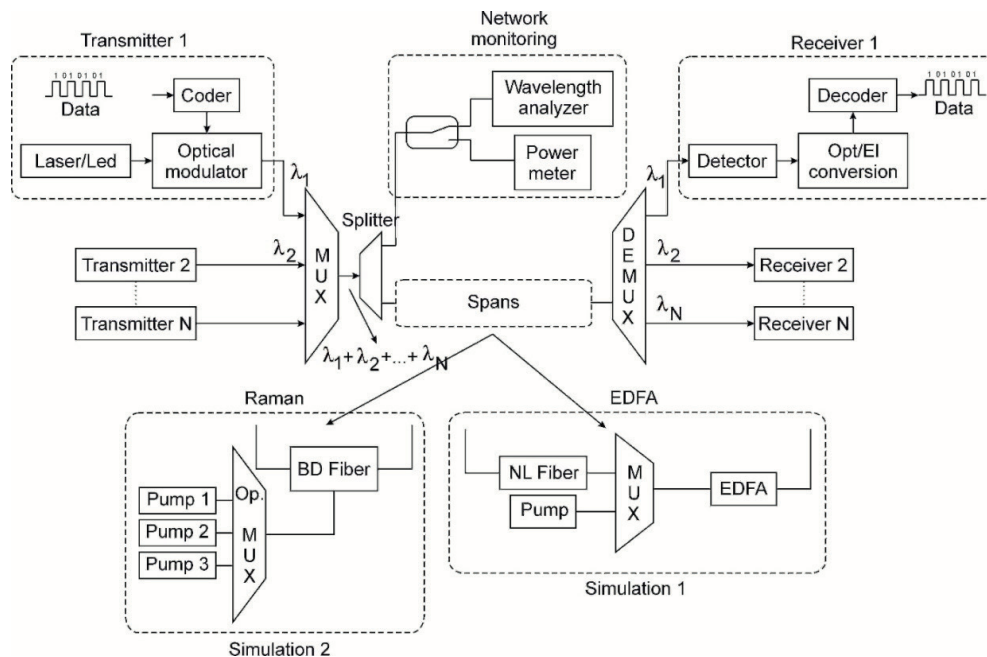 Transmitter 1
1 0 1 0 1 0 1
Data
Coder
Laser/Led
Optical
modulator
λ1
Transmitter 2
λ2
Transmitter N
MUX
Splitter
λ1+ λ2+...+ λN
Network
monitoring
Wavelength
analyzer
Power
meter
Spans
DEMUX
Receiver 1
1 0 1 0 1 0 1
Decoder
Data
λ1
Detector
Opt/El
conversion
λ2
Receiver 2
λN
Receiver N
Raman
BD Fiber
Pump 1
Pump 2
Pump 3
Op.
MUX
Simulation 2
EDFA
NL Fiber
Pump
MUX
EDFA
Simulation 1